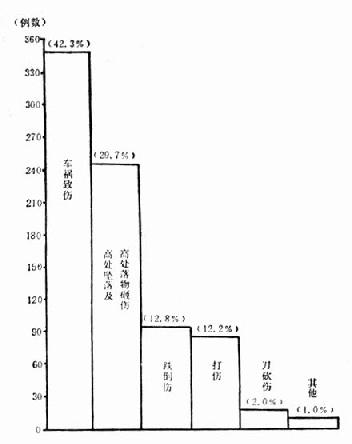 （例数）
360
330
300
270
240
210
180
150
120
90
60
30
0
(42.3%)
车祸致伤
(29.7%)
高处坠落及
高处落物砸伤
(12.8%)
跌倒伤
(12.2%)
打伤
刀砍伤
(2.0%)
其他
(1.0%)